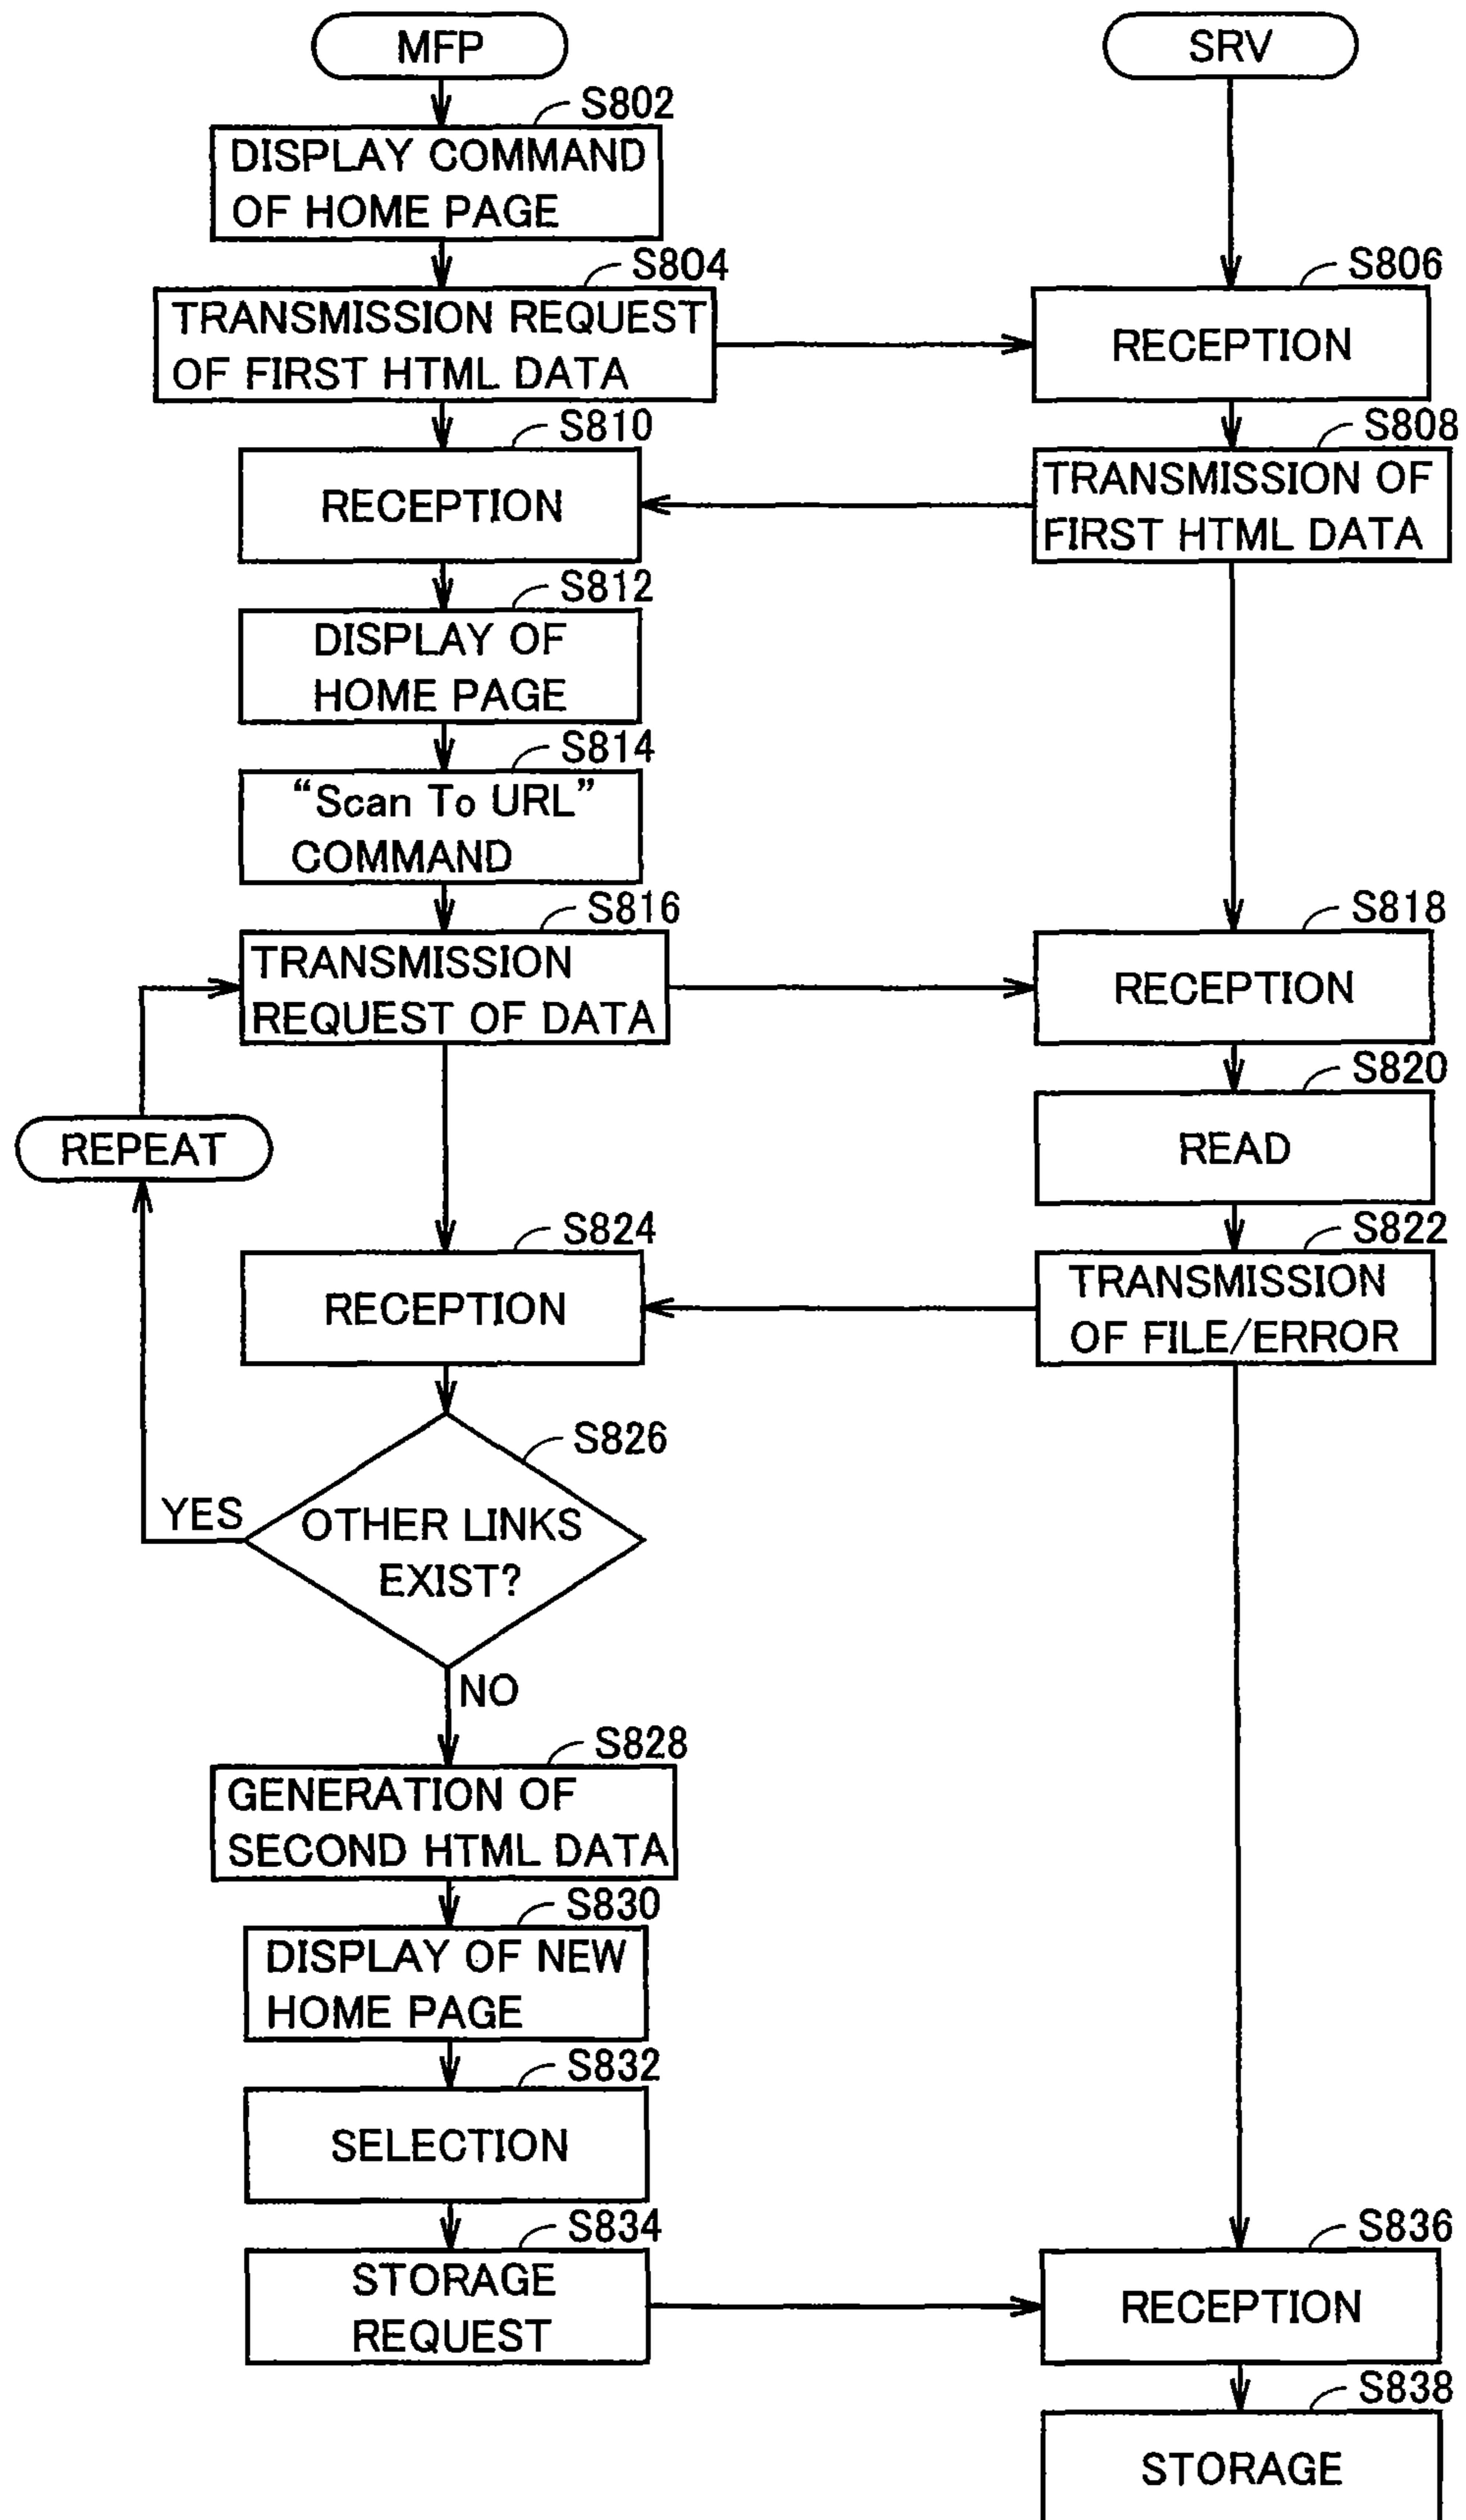 MFP
SRV
S802
DISPLAY COMMAND
OF HOME PAGE
S804
TRANSMISSION REQUEST
OF FIRST HTML DATA
S806
RECEPTION
S810
RECEPTION
S808
TRANSMISSION OF
FIRST HTML DATA
S812
DISPLAY OF
HOME PAGE
S814
“Scan To URL”
COMMAND
S816
TRANSMISSION
REQUEST OF DATA
S818
RECEPTION
S820
READ
REPEAT
S824
RECEPTION
S822
TRANSMISSION
OF FILE/ERROR
S826
YES
OTHER LINKS
EXIST?
NO
S828
GENERATION OF
SECOND HTML DATA
S830
DISPLAY OF NEW
HOME PAGE
S832
SELECTION
S834
STORAGE
REQUEST
S836
RECEPTION
S838
STORAGE